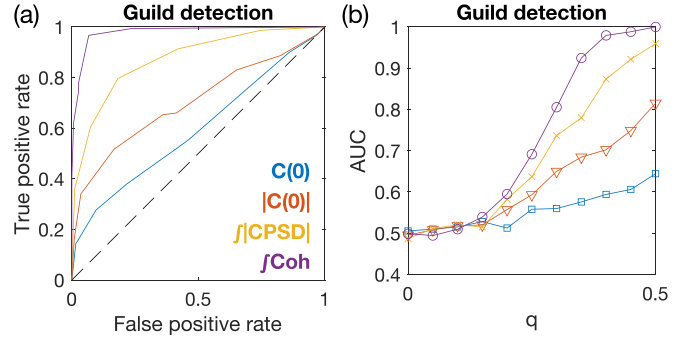 (a)
Guild detection
True positive rate
1
0.8
0.6
0.4
0.2
0
0
0.5
1
False positive rate
C(0)
|C(0)|
∫|CPSD|
∫Coh
(b)
Guild detection
AUC
1
0.9
0.8
0.7
0.6
0.5
0.4
0
0.5
q